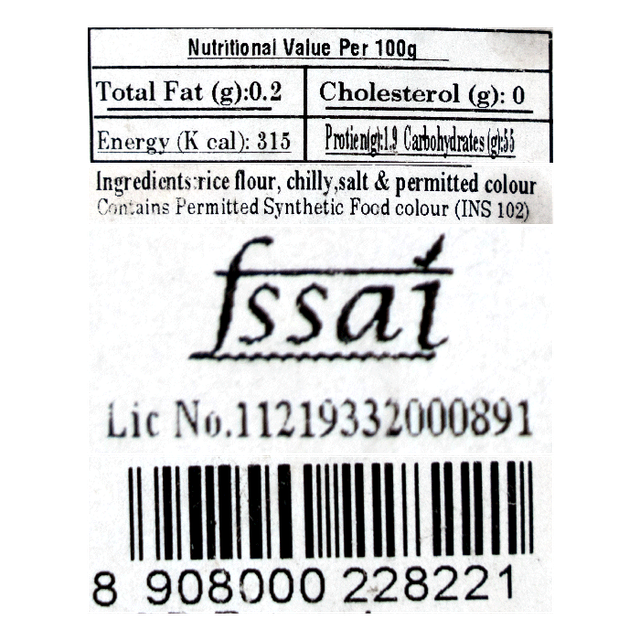 Nutritional Value Per 100g
Total Fat (g):0.2 Cholesterol (g): 0
Energy (K cal): 315 Protien(g):1.9 Carbohydrates (g):55
Ingredients:rice flour, chilly,salt & permitted colour
Contains Permitted Synthetic Food colour (INS 102)
fssai
Lic No.11219332000891
8 908000 228221